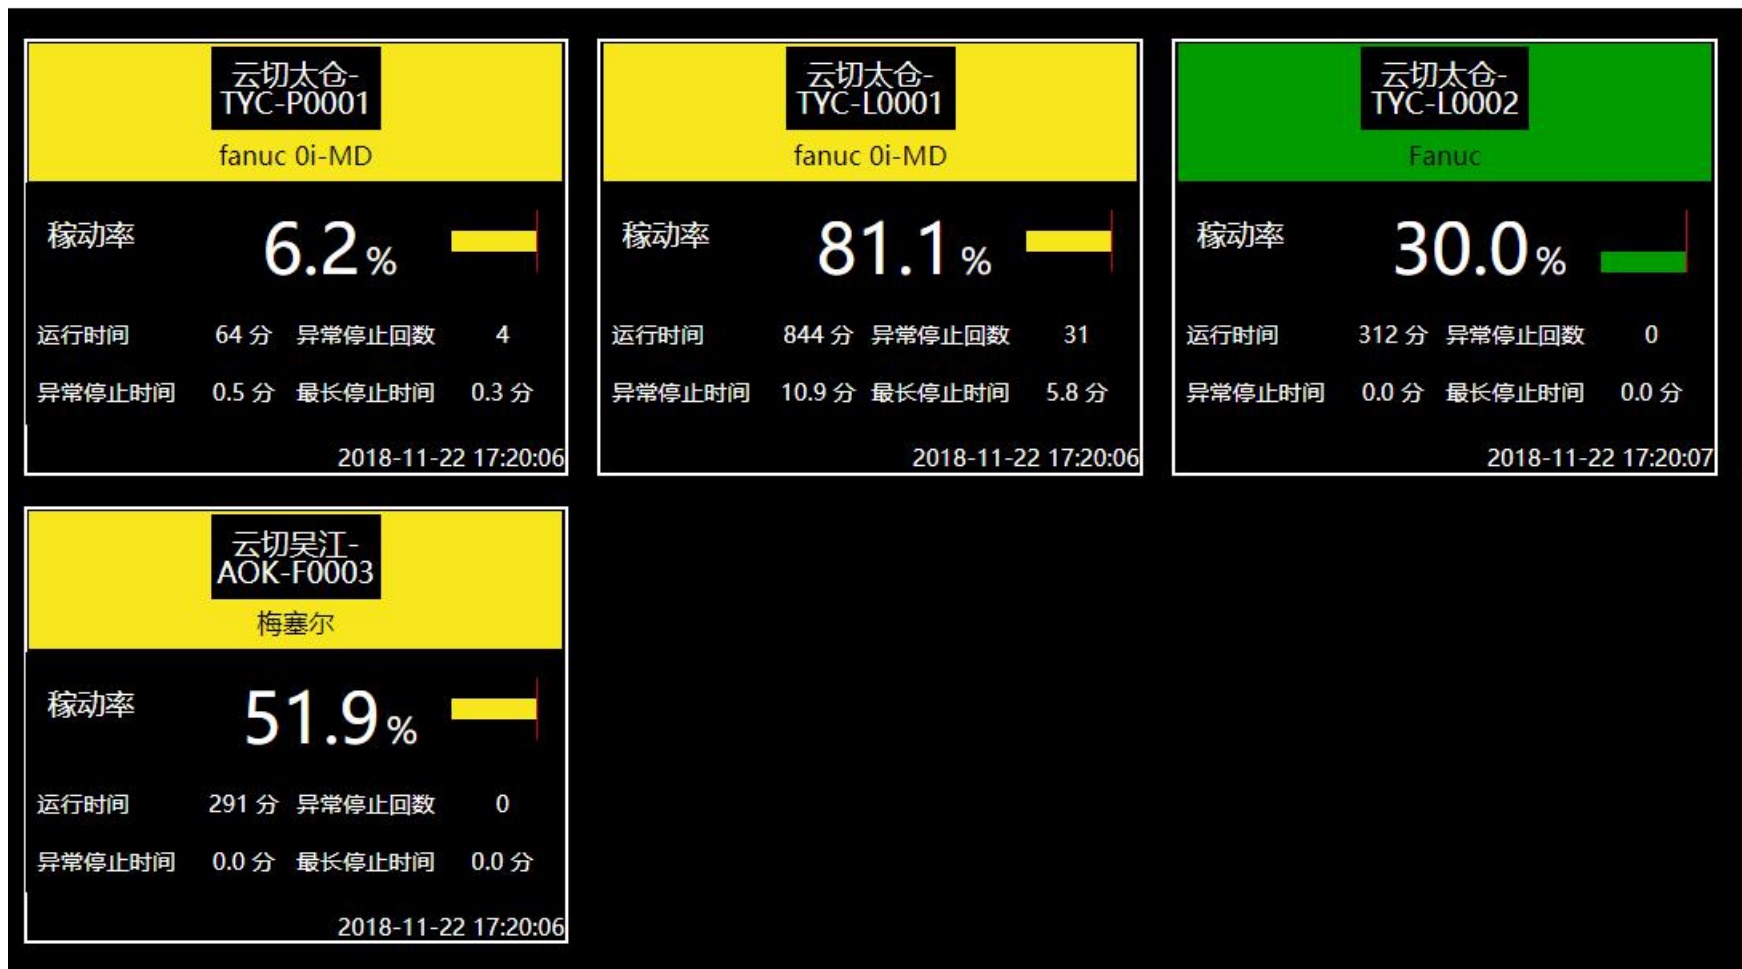 云切太仓-
TYC-P0001
fanuc 0i-MD
稼动率 6.2%
运行时间 64 分 异常停止回数 4
异常停止时间 0.5 分 最长停止时间 0.3 分
2018-11-22 17:20:06
云切太仓-
TYC-L0001
fanuc 0i-MD
稼动率 81.1%
运行时间 844 分 异常停止回数 31
异常停止时间 10.9 分 最长停止时间 5.8 分
2018-11-22 17:20:06
云切太仓-
TYC-L0002
Fanuc
稼动率 30.0%
运行时间 312 分 异常停止回数 0
异常停止时间 0.0 分 最长停止时间 0.0 分
2018-11-22 17:20:07
云切吴江-
AOK-F0003
梅塞尔
稼动率 51.9%
运行时间 291 分 异常停止回数 0
异常停止时间 0.0 分 最长停止时间 0.0 分
2018-11-22 17:20:06